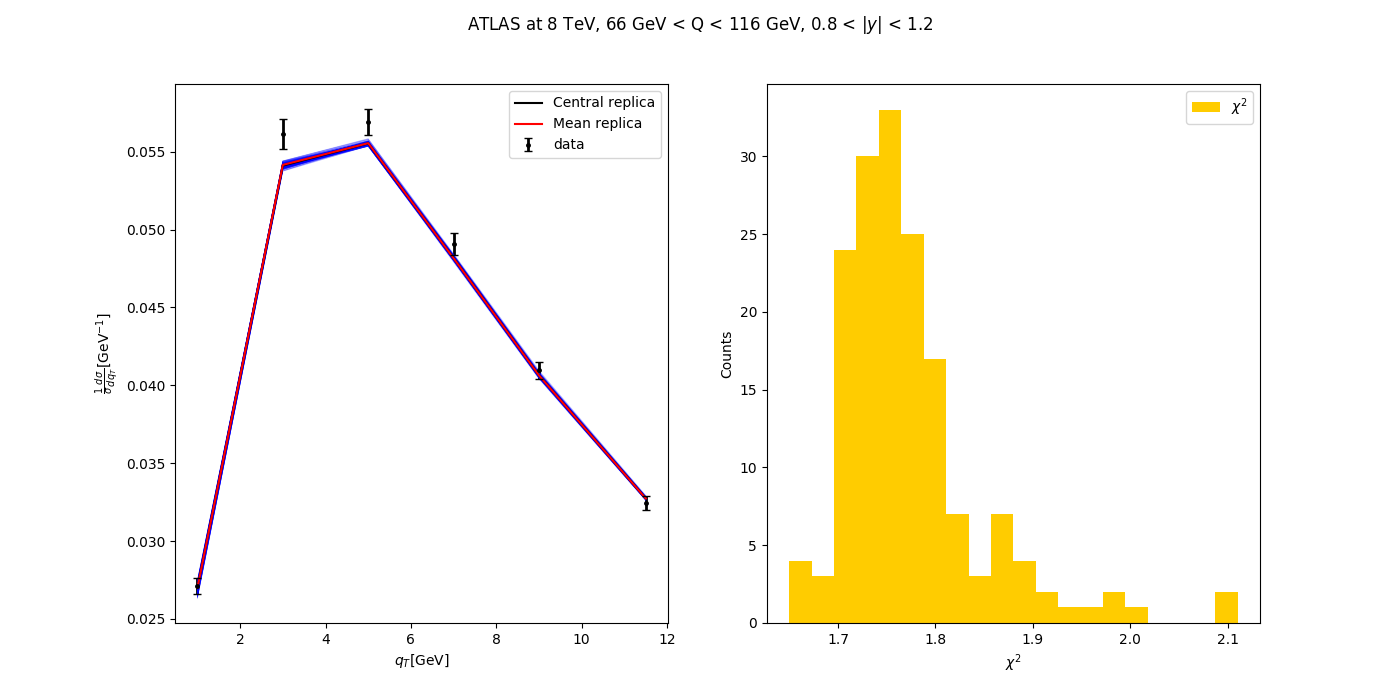 ATLAS at 8 TeV, 66 GeV < Q < 116 GeV, 0.8 < |y| < 1.2
Central replica
Mean replica
data
0.055
0.050
0.045
0.040
0.035
0.030
0.025
1/σ dσ/dq_T [GeV⁻¹]
2 4 6 8 10 12
q_T[GeV]
χ²
30
25
20
15
10
5
0
Counts
1.7 1.8 1.9 2.0 2.1
χ²